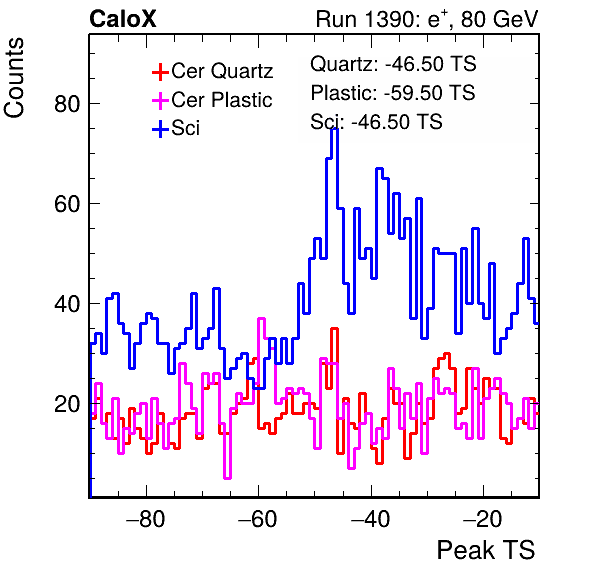 CaloX Run 1390: e⁺, 80 GeV
Counts
Cer Quartz
Cer Plastic
Sci
Quartz: -46.50 TS
Plastic: -59.50 TS
Sci: -46.50 TS
80
60
40
20
−80 −60 −40 −20
Peak TS